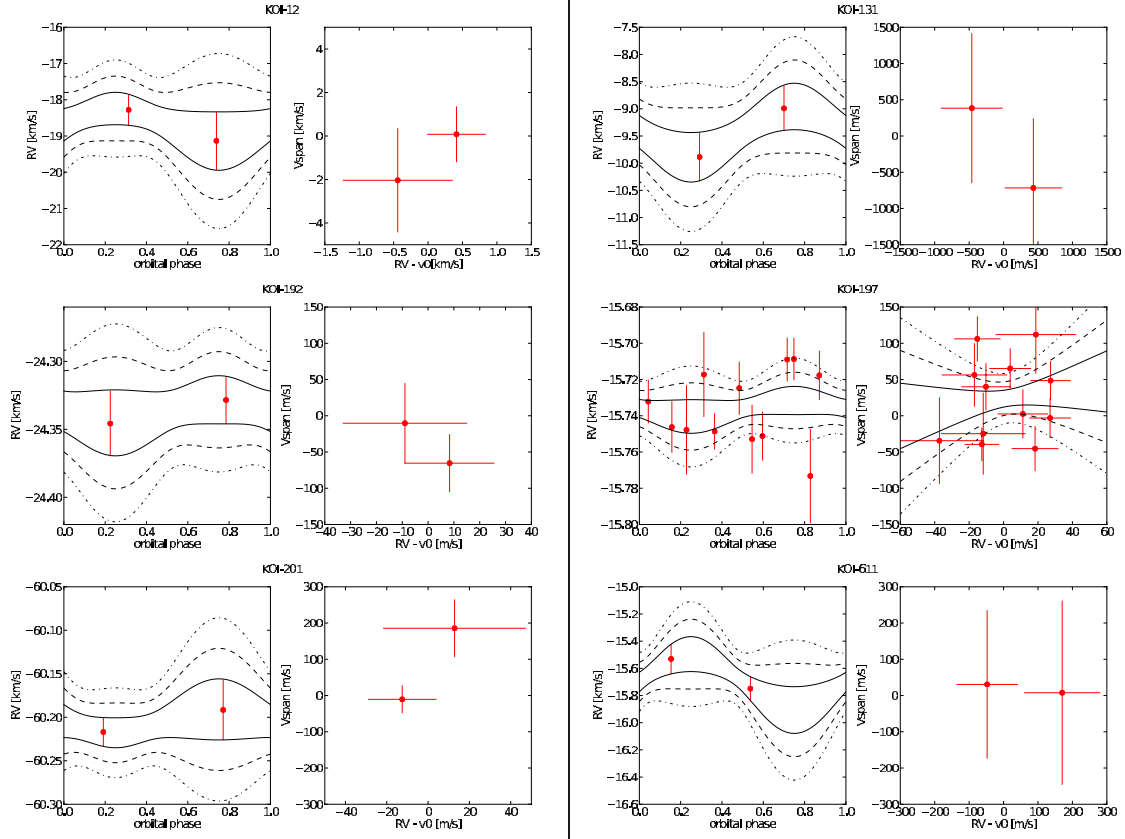 KOI-12
−16
−17
−18
−19
−20
−21
−22
RV [km/s]
0.0 0.2 0.4 0.6 0.8 1.0
orbital phase
4
2
0
−2
−4
Vspan [km/s]
−1.5 −1.0 −0.5 0.0 0.5 1.0 1.5
RV - v0[km/s]
KOI-131
−7.5
−8.0
−8.5
−9.0
−9.5
−10.0
−10.5
−11.0
−11.5
RV [km/s]
0.0 0.2 0.4 0.6 0.8 1.0
orbital phase
1500
1000
500
0
−500
−1000
−1500
Vspan [m/s]
−1500 −1000 −500 0 500 1000 1500
RV - v0 [m/s]
KOI-192
−24.30
−24.35
−24.40
RV [km/s]
0.0 0.2 0.4 0.6 0.8 1.0
orbital phase
150
100
50
0
−50
−100
−150
Vspan [m/s]
−40 −30 −20 −10 0 10 20 30 40
RV - v0 [m/s]
KOI-197
−15.68
−15.70
−15.72
−15.74
−15.76
−15.78
−15.80
RV [km/s]
0.0 0.2 0.4 0.6 0.8 1.0
orbital phase
150
100
50
0
−50
−100
−150
Vspan [m/s]
−60 −40 −20 0 20 40 60
RV - v0 [m/s]
KOI-201
−60.05
−60.10
−60.15
−60.20
−60.25
−60.30
RV [km/s]
0.0 0.2 0.4 0.6 0.8 1.0
orbital phase
300
200
100
0
−100
−200
−300
Vspan [m/s]
−40 −20 0 20 40
RV - v0 [m/s]
KOI-611
−15.0
−15.2
−15.4
−15.6
−15.8
−16.0
−16.2
−16.4
−16.6
RV [km/s]
0.0 0.2 0.4 0.6 0.8 1.0
orbital phase
300
200
100
0
−100
−200
−300
Vspan [m/s]
−300 −200 −100 0 100 200 300
RV - v0 [m/s]